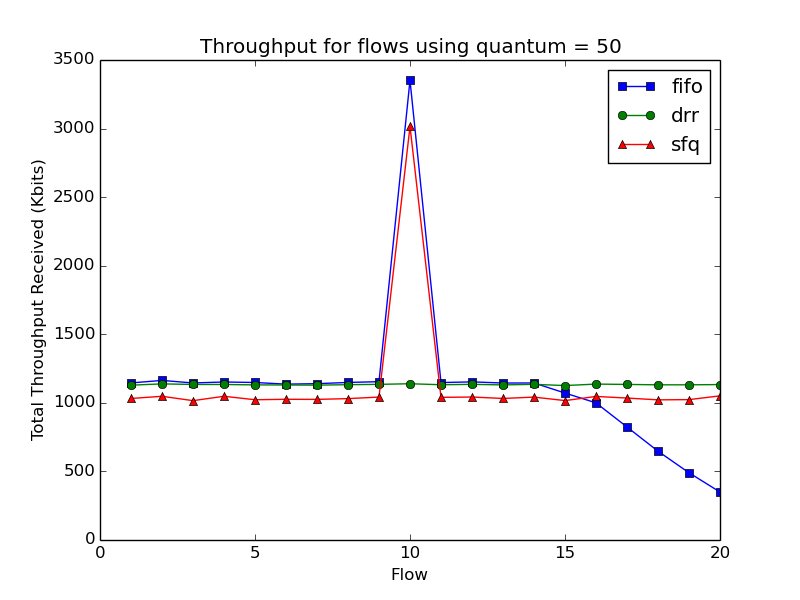 Throughput for flows using quantum = 50
3500
3000
2500
2000
1500
1000
500
0
Total Throughput Received (Kbits)
fifo
drr
sfq
0 5 10 15 20
Flow